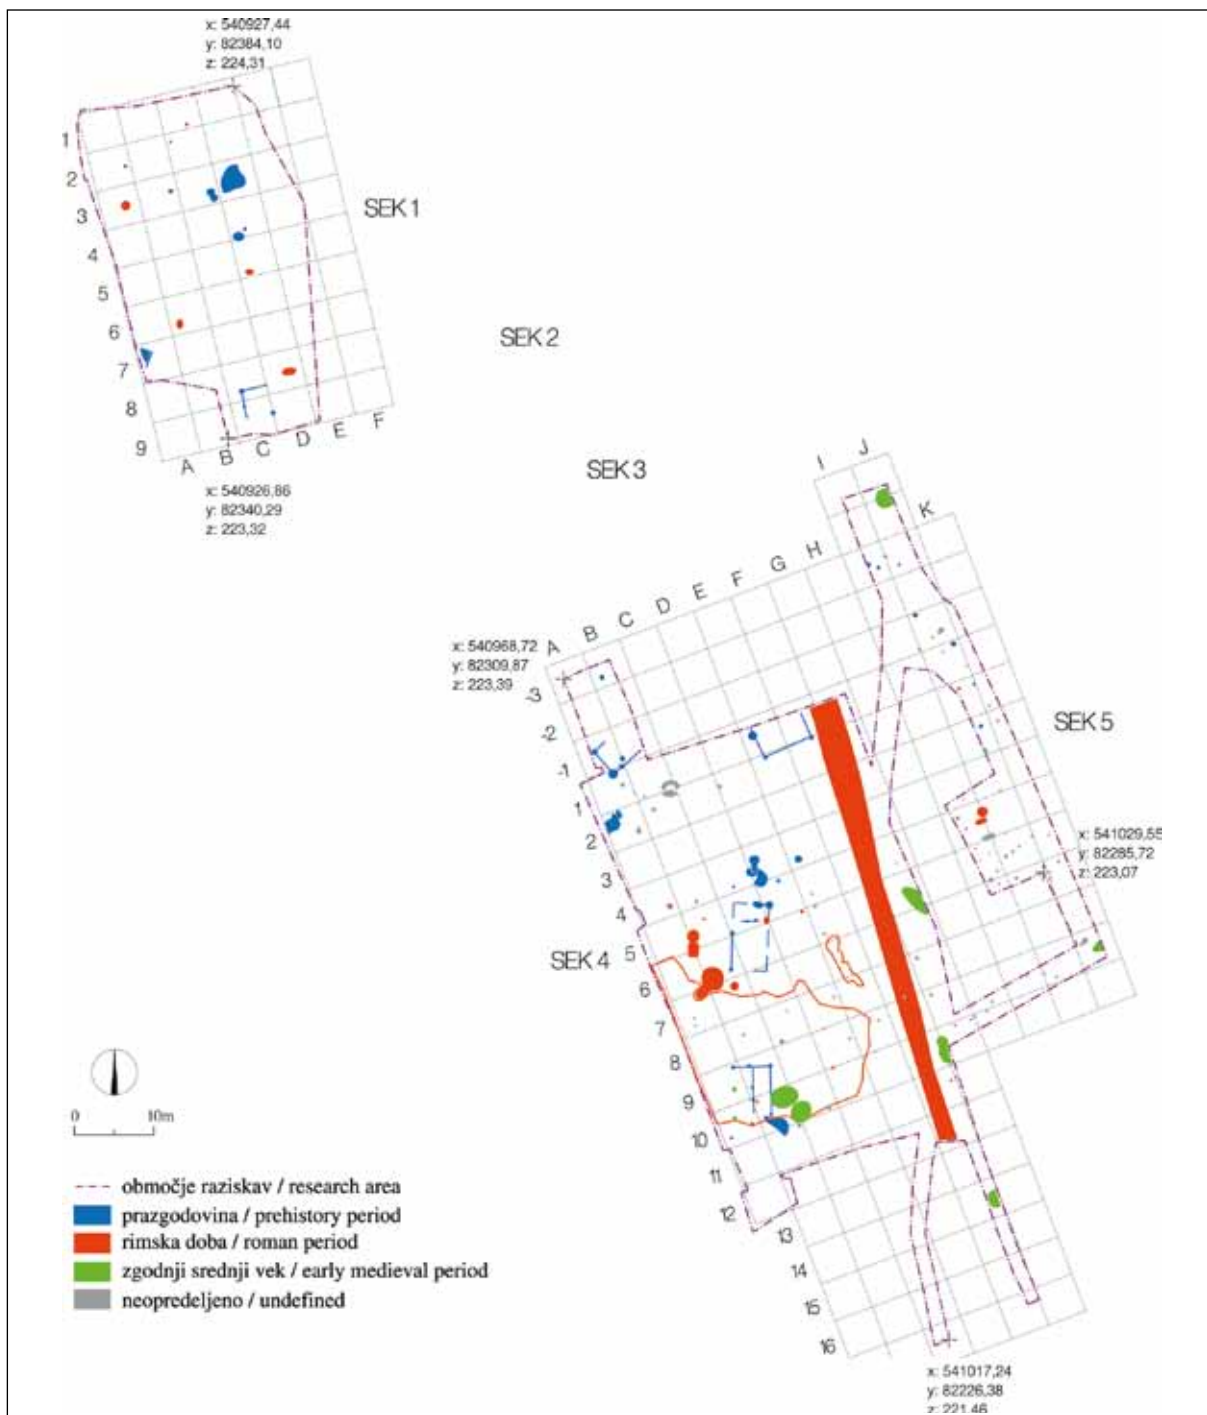 x: 540927,44
y: 82384,10
z: 224,31
1
2
3
4
5
6
7
8
9
A B C D E F
SEK 1
x: 540926,86
y: 82340,29
z: 223,32
SEK 2
SEK 3
I J
K
A B C D E F G H
x: 540968,72
y: 82309,87
z: 223,39
-3
-2
-1
1
2
3
4
5
6
7
8
9
10
11
12
13
14
15
16
SEK 5
x: 541029,55
y: 82285,72
z: 223,07
SEK 4
0 10m
območje raziskav / research area
prazgodovina / prehistory period
rimska doba / roman period
zgodnji srednji vek / early medieval period
neopredeljeno / undefined
x: 541017,24
y: 82226,38
z: 221,46